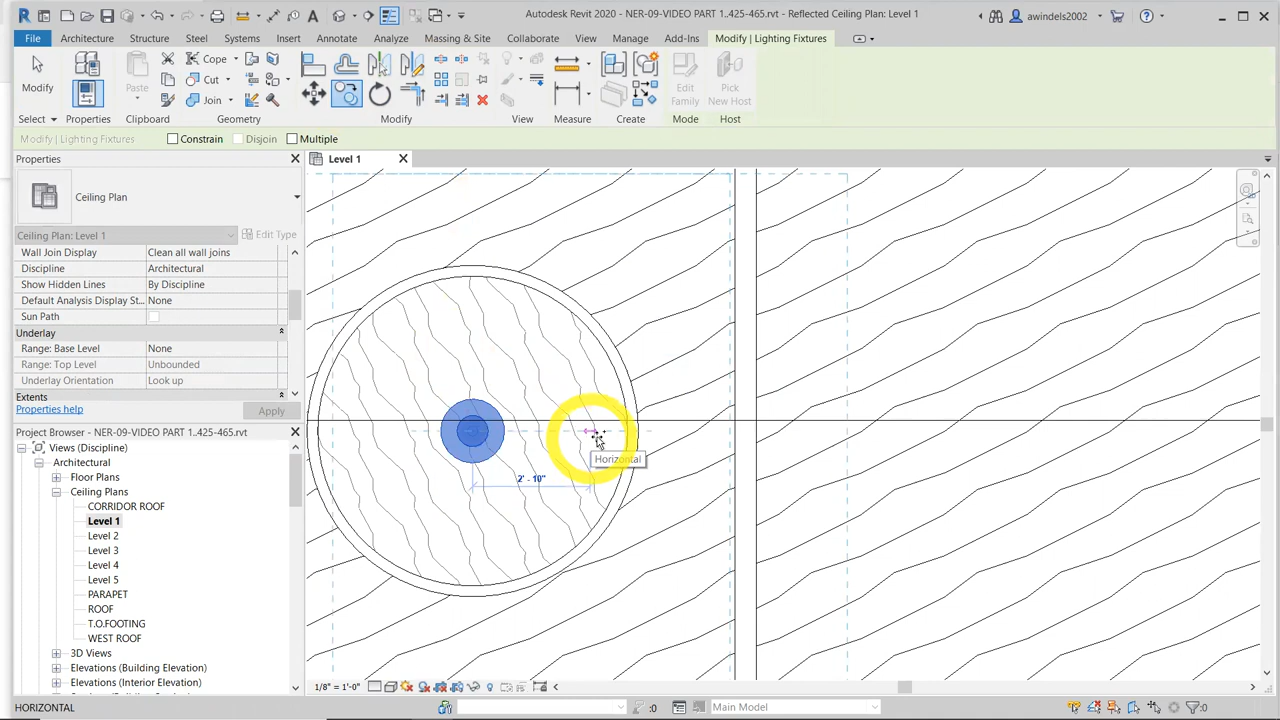 Autodesk Revit 2020 - NER-09-VIDEO PART 1..425-465.rvt - Reflected Ceiling Plan: Level 1
awindels2002
File Architecture Structure Steel Systems Insert Annotate Analyze Massing & Site Collaborate View Manage Add-Ins Modify | Lighting Fixtures
Modify Paste Cope Cut Join Edit Family Pick New Host
Select Properties Clipboard Geometry Modify View Measure Create Mode Host
Modify | Lighting Fixtures Constrain Disjoin Multiple
Properties
Level 1
Ceiling Plan
Ceiling Plan: Level 1 Edit Type
Wall Join Display Clean all wall joins
Discipline Architectural
Show Hidden Lines By Discipline
Default Analysis Display St... None
Sun Path
Underlay
Range: Base Level None
Range: Top Level Unbounded
Underlay Orientation Look up
Extents
Properties help Apply
Project Browser - NER-09-VIDEO PART 1..425-465.rvt
Views (Discipline)
Architectural
Floor Plans
Ceiling Plans
CORRIDOR ROOF
Level 1
Level 2
Level 3
Level 4
Level 5
PARAPET
ROOF
T.O.FOOTING
WEST ROOF
3D Views
Elevations (Building Elevation)
Elevations (Interior Elevation)
Horizontal
2' - 10"
1/8" = 1'-0"
HORIZONTAL
:0
Main Model
:0